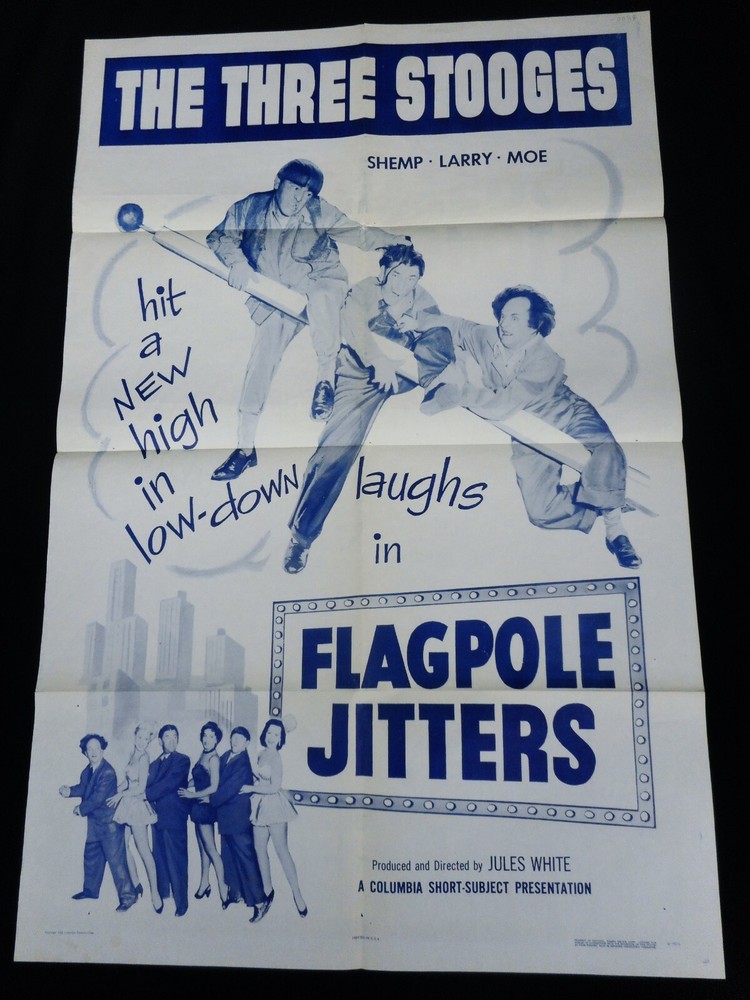 THE THREE STOOGES
SHEMP · LARRY · MOE
hit
a
NEW
high
in
low-down laughs
in
FLAGPOLE
JITTERS
Produced and Directed by JULES WHITE
A COLUMBIA SHORT-SUBJECT PRESENTATION